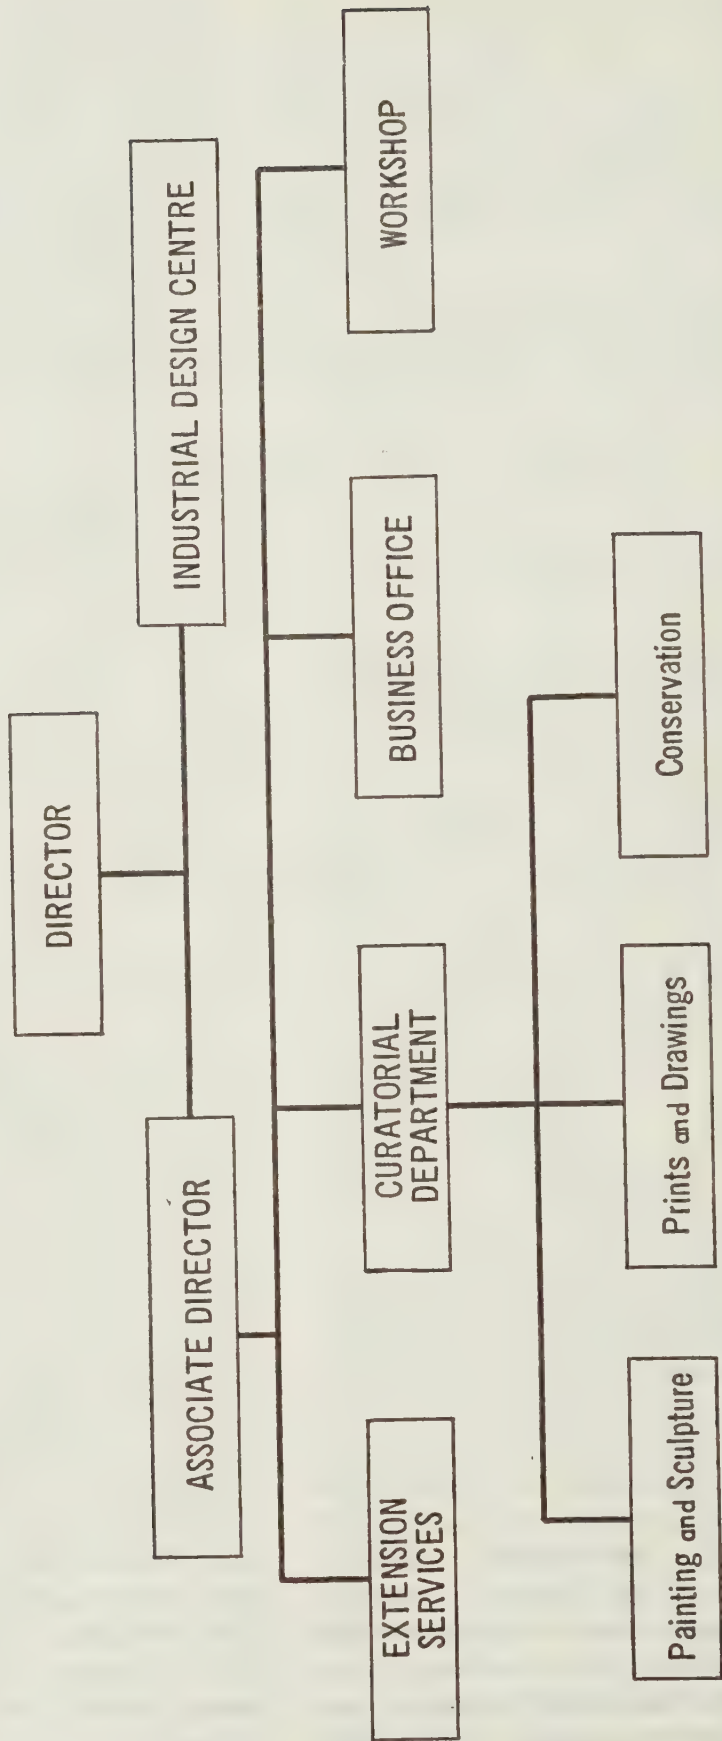 DIRECTOR
ASSOCIATE DIRECTOR
INDUSTRIAL DESIGN CENTRE
EXTENSION
SERVICES
CURATORIAL
DEPARTMENT
BUSINESS OFFICE
WORKSHOP
Painting and Sculpture
Prints and Drawings
Conservation